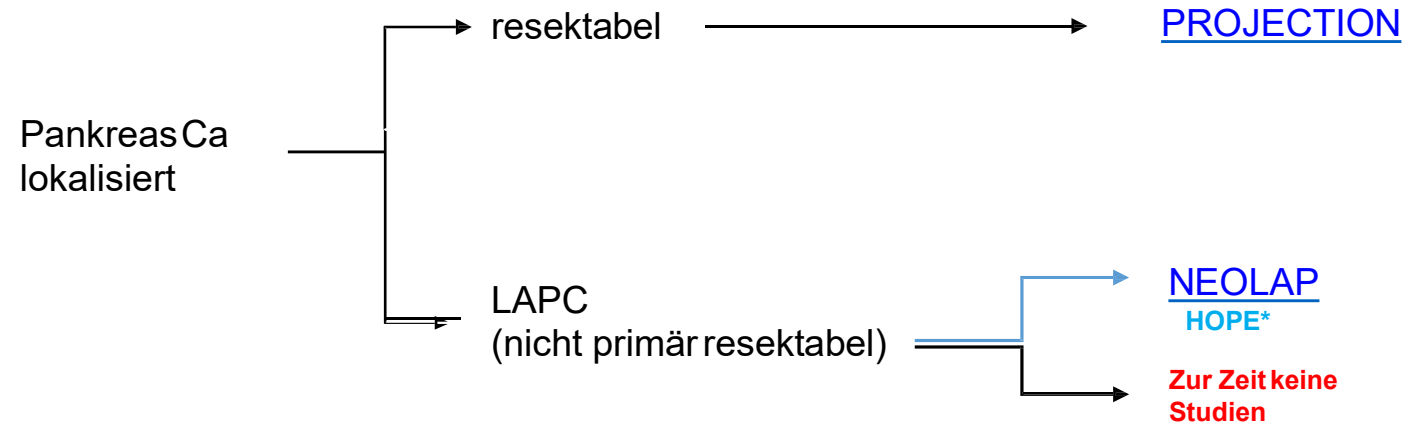 resektabel
PROJECTION
Pankreas Ca
lokalisiert
LAPC
(nicht primär resektabel)
NEOLAP
HOPE*
Zur Zeit keine
Studien